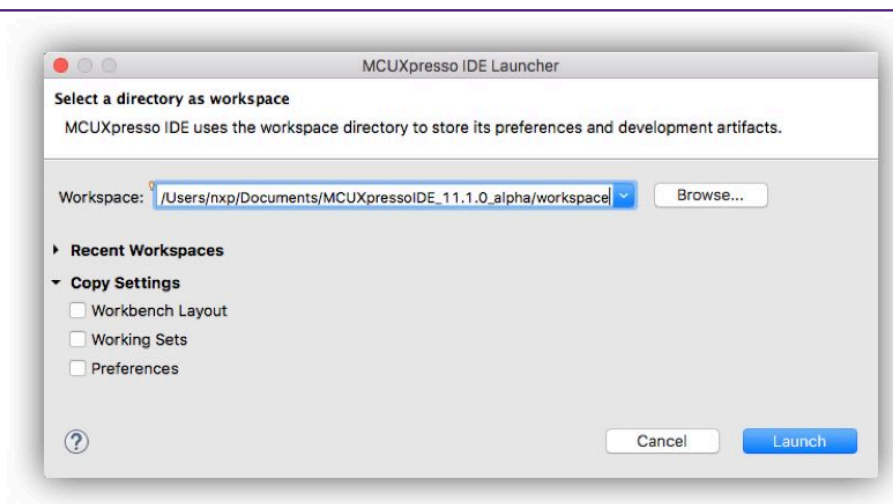 MCUXpresso IDE Launcher
Select a directory as workspace
MCUXpresso IDE uses the workspace directory to store its preferences and development artifacts.
Workspace: /Users/nxp/Documents/MCUXpressoIDE_11.1.0_alpha/workspace Browse...
Recent Workspaces
Copy Settings
Workbench Layout
Working Sets
Preferences
? Cancel Launch